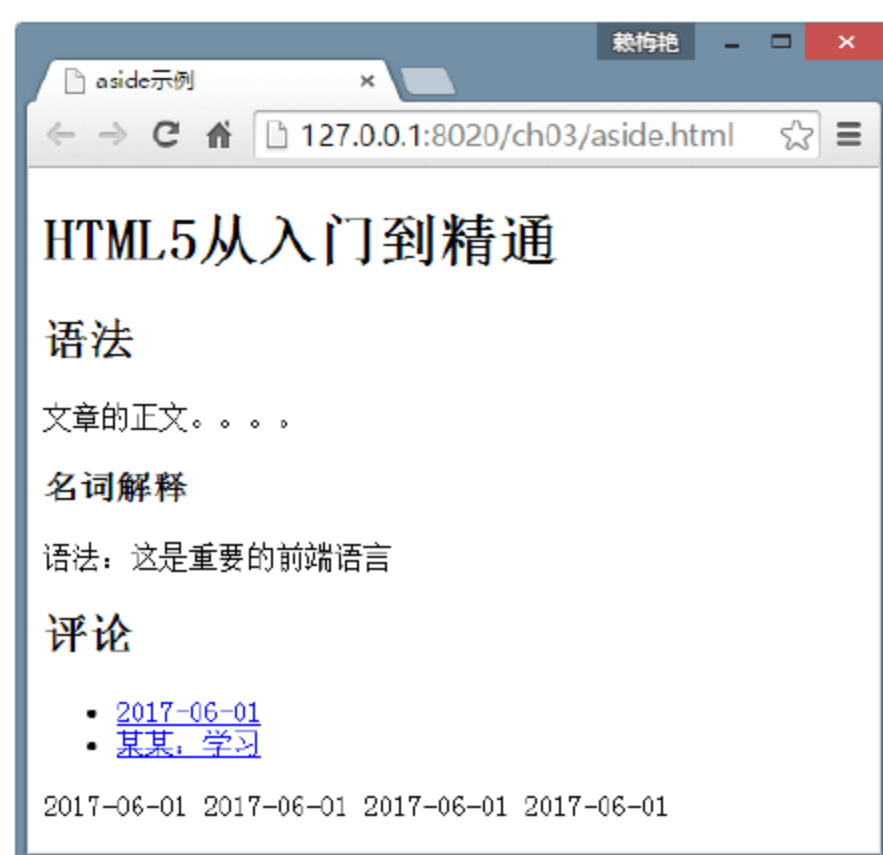 赖梅艳
aside示例
127.0.0.1:8020/ch03/aside.html
HTML5从入门到精通
语法
文章的正文。。。。
名词解释
语法：这是重要的前端语言
评论
2017-06-01
某某：学习
2017-06-01 2017-06-01 2017-06-01 2017-06-01